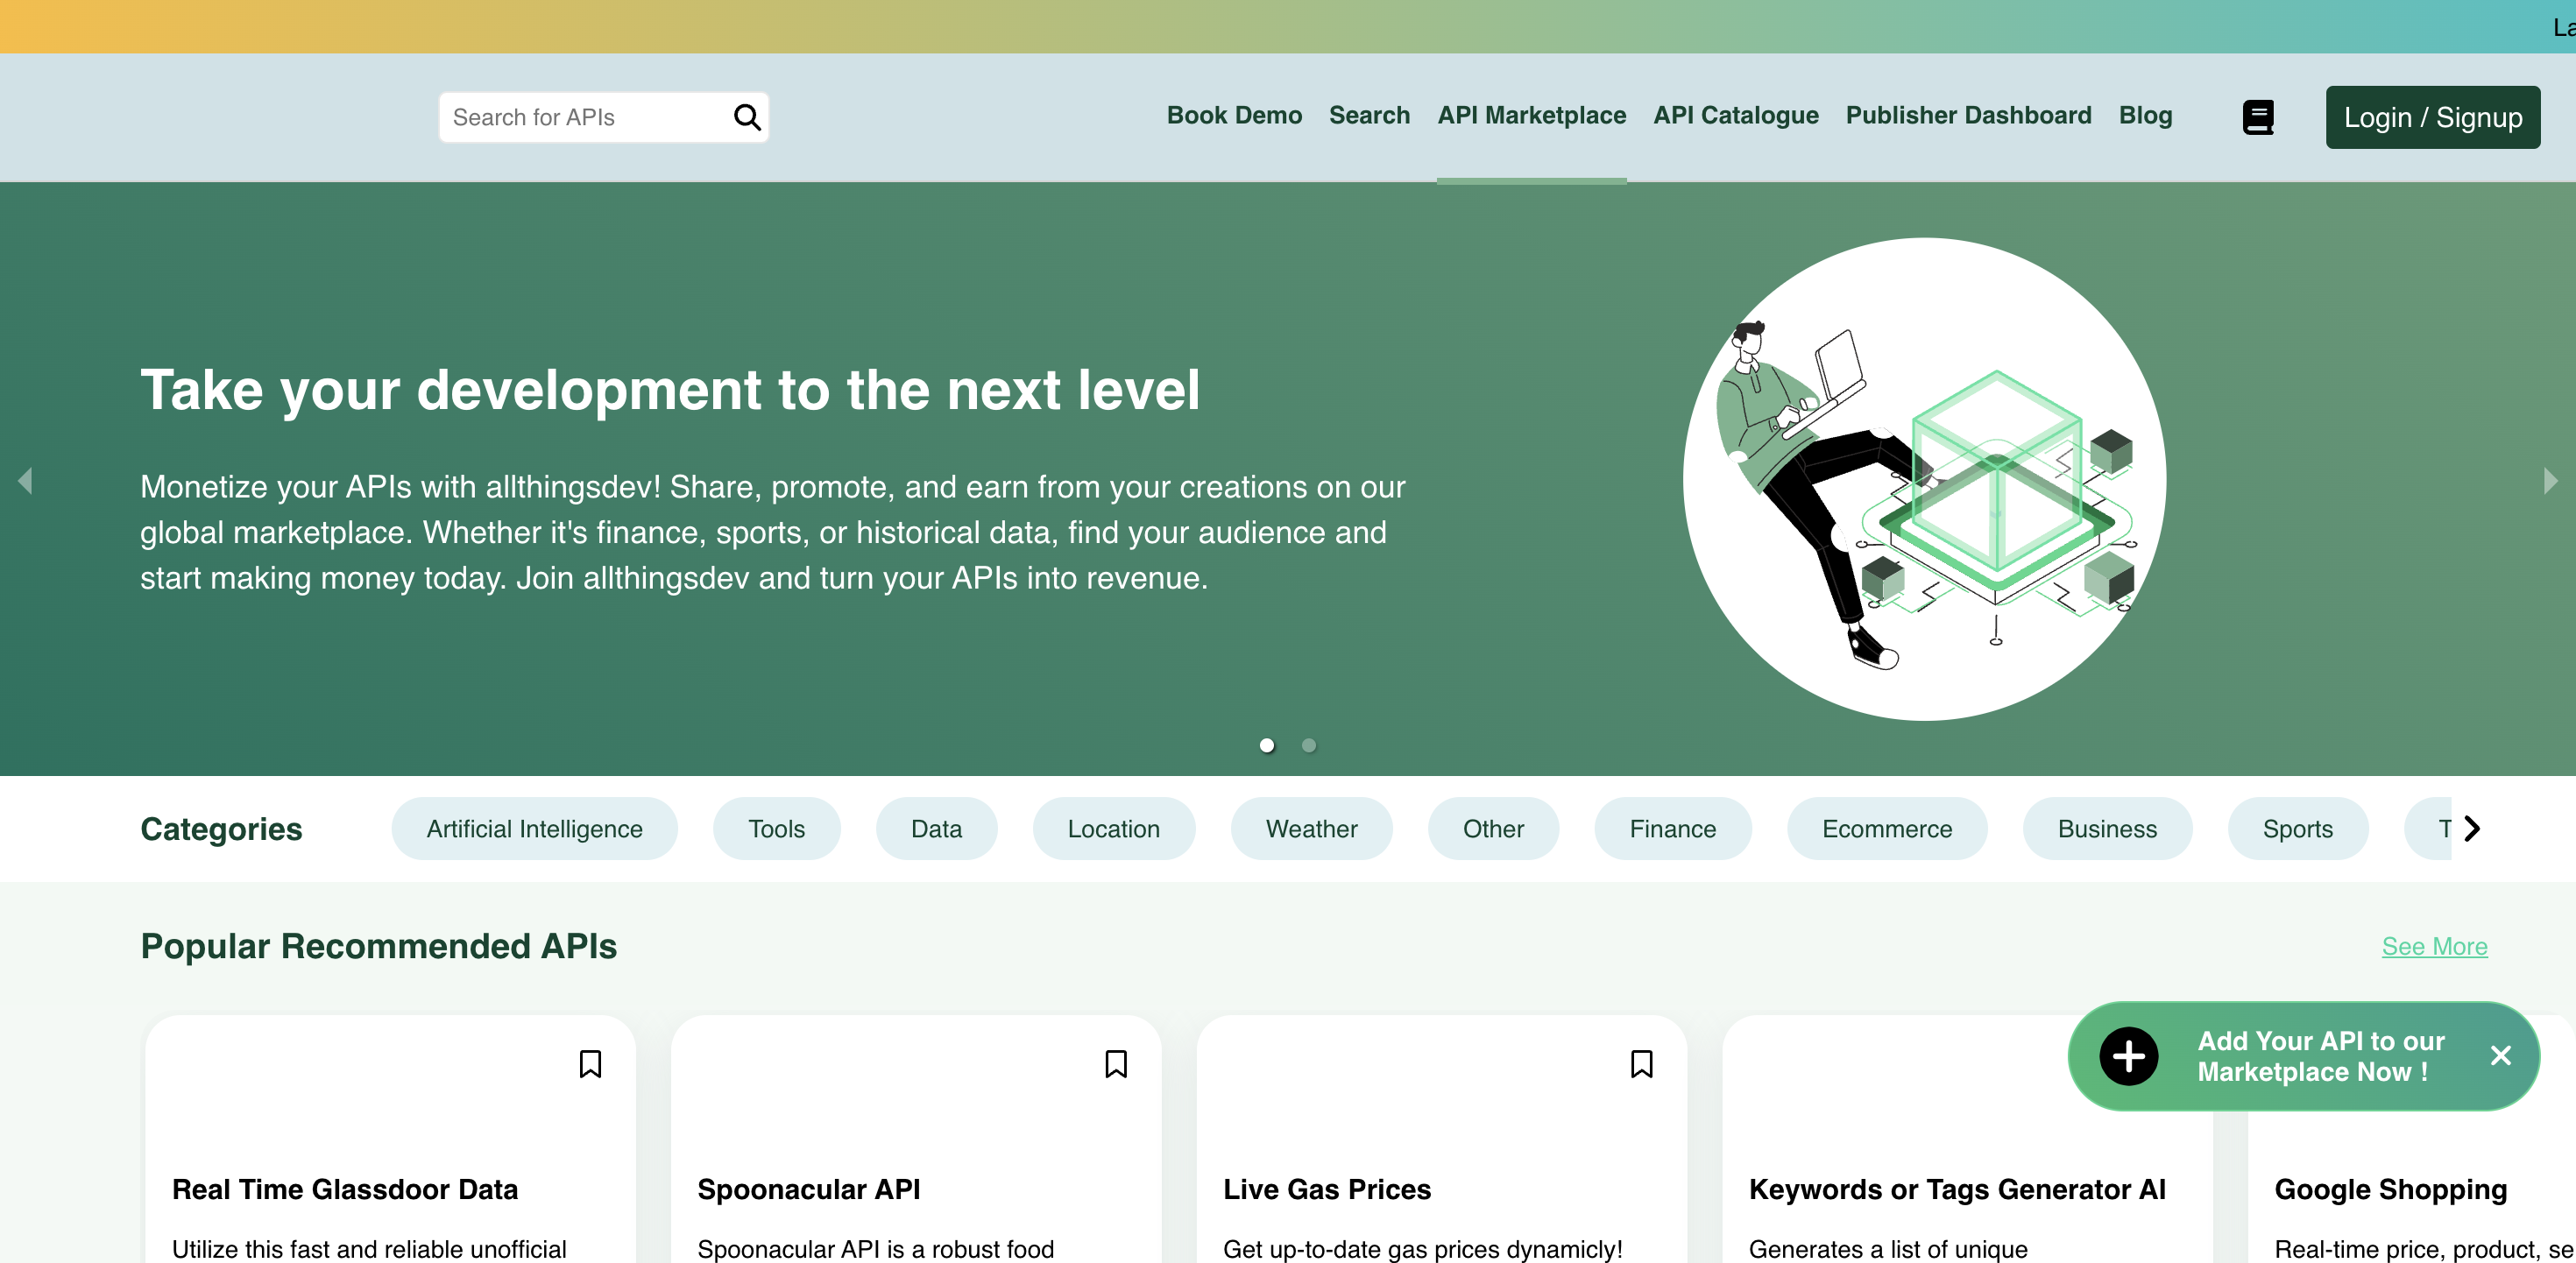 La
Search for APIs
Book Demo Search API Marketplace API Catalogue Publisher Dashboard Blog
Login / Signup
Take your development to the next level
Monetize your APIs with allthingsdev! Share, promote, and earn from your creations on our
global marketplace. Whether it's finance, sports, or historical data, find your audience and
start making money today. Join allthingsdev and turn your APIs into revenue.
Categories Artificial Intelligence Tools Data Location Weather Other Finance Ecommerce Business Sports T
Popular Recommended APIs
See More
Add Your API to our
Marketplace Now !
Real Time Glassdoor Data
Utilize this fast and reliable unofficial
Spoonacular API
Spoonacular API is a robust food
Live Gas Prices
Get up-to-date gas prices dynamicly!
Keywords or Tags Generator AI
Generates a list of unique
Google Shopping
Real-time price, product, se